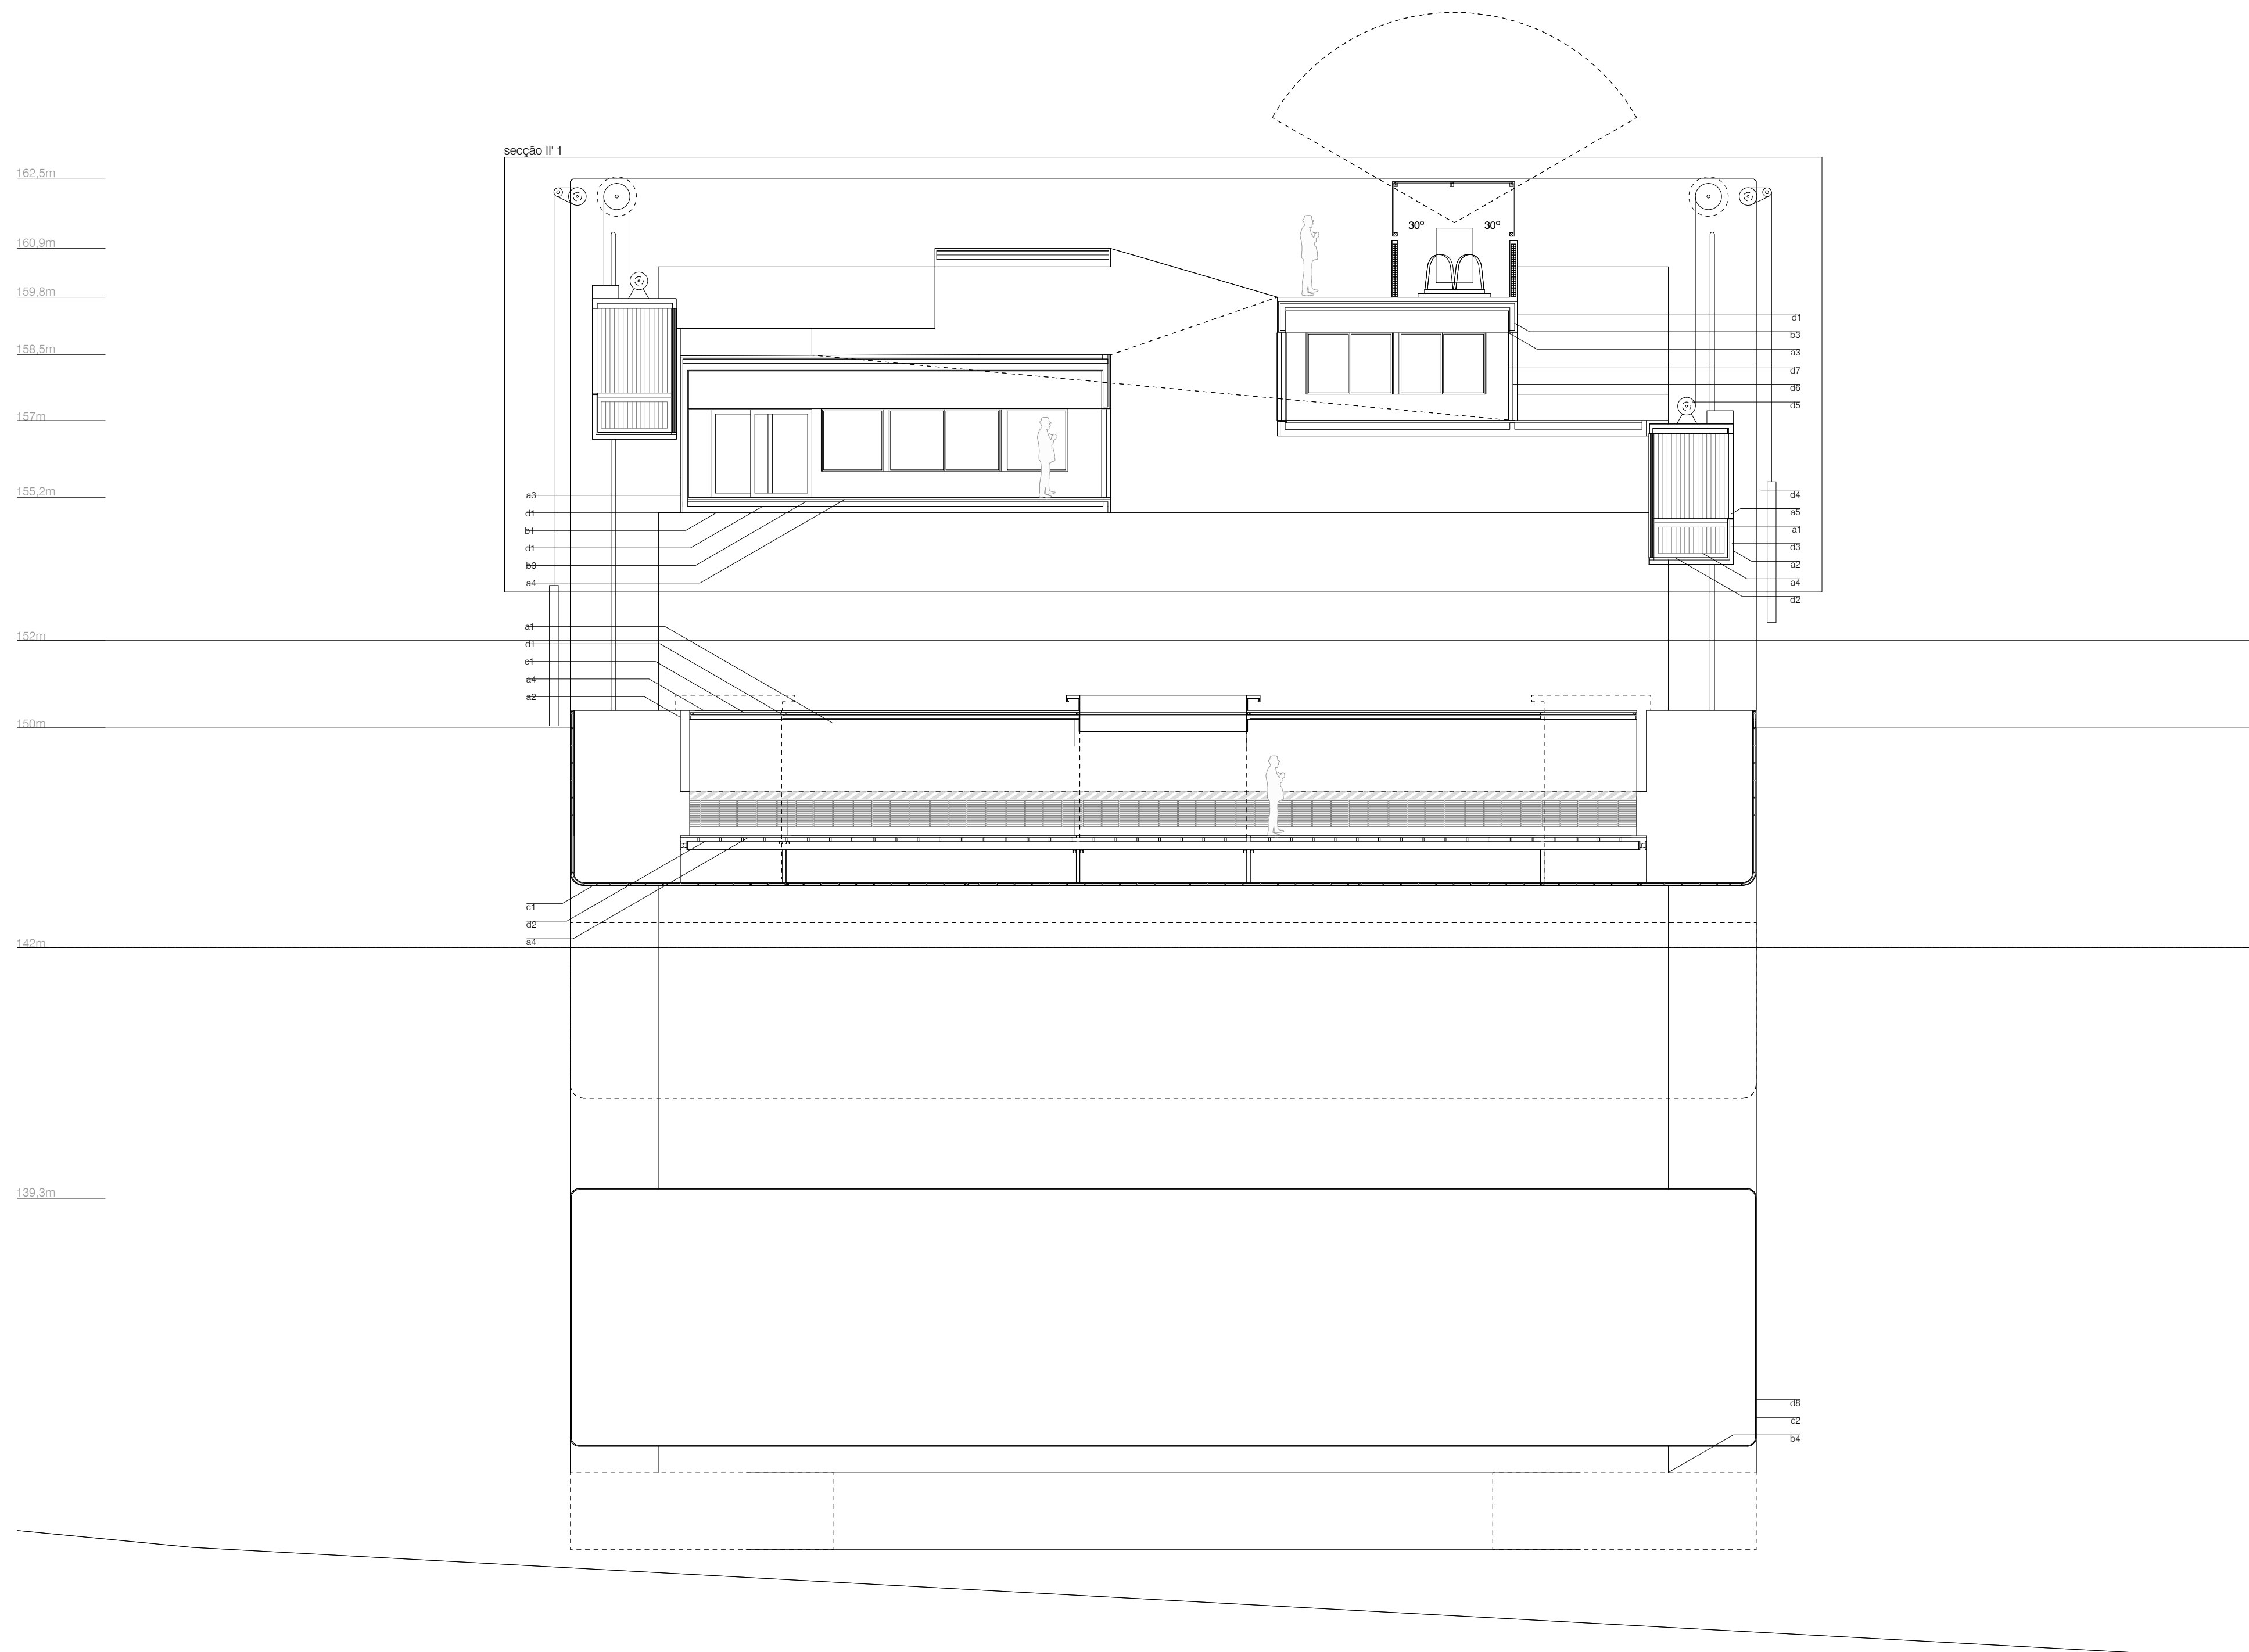 secção II' 1
162,5m
30º 30º
160,9m
159,8m
d1
b3
158,5m
a3
d7
d6
d5
157m
155,2m
a3
d4
d1
a5
b1
a1
d1
d3
b3
a2
a4
a4
d2
a1
152m
d1
c1
a4
a2
150m
c1
d2
a4
142m
139,3m
d8
c2
b4